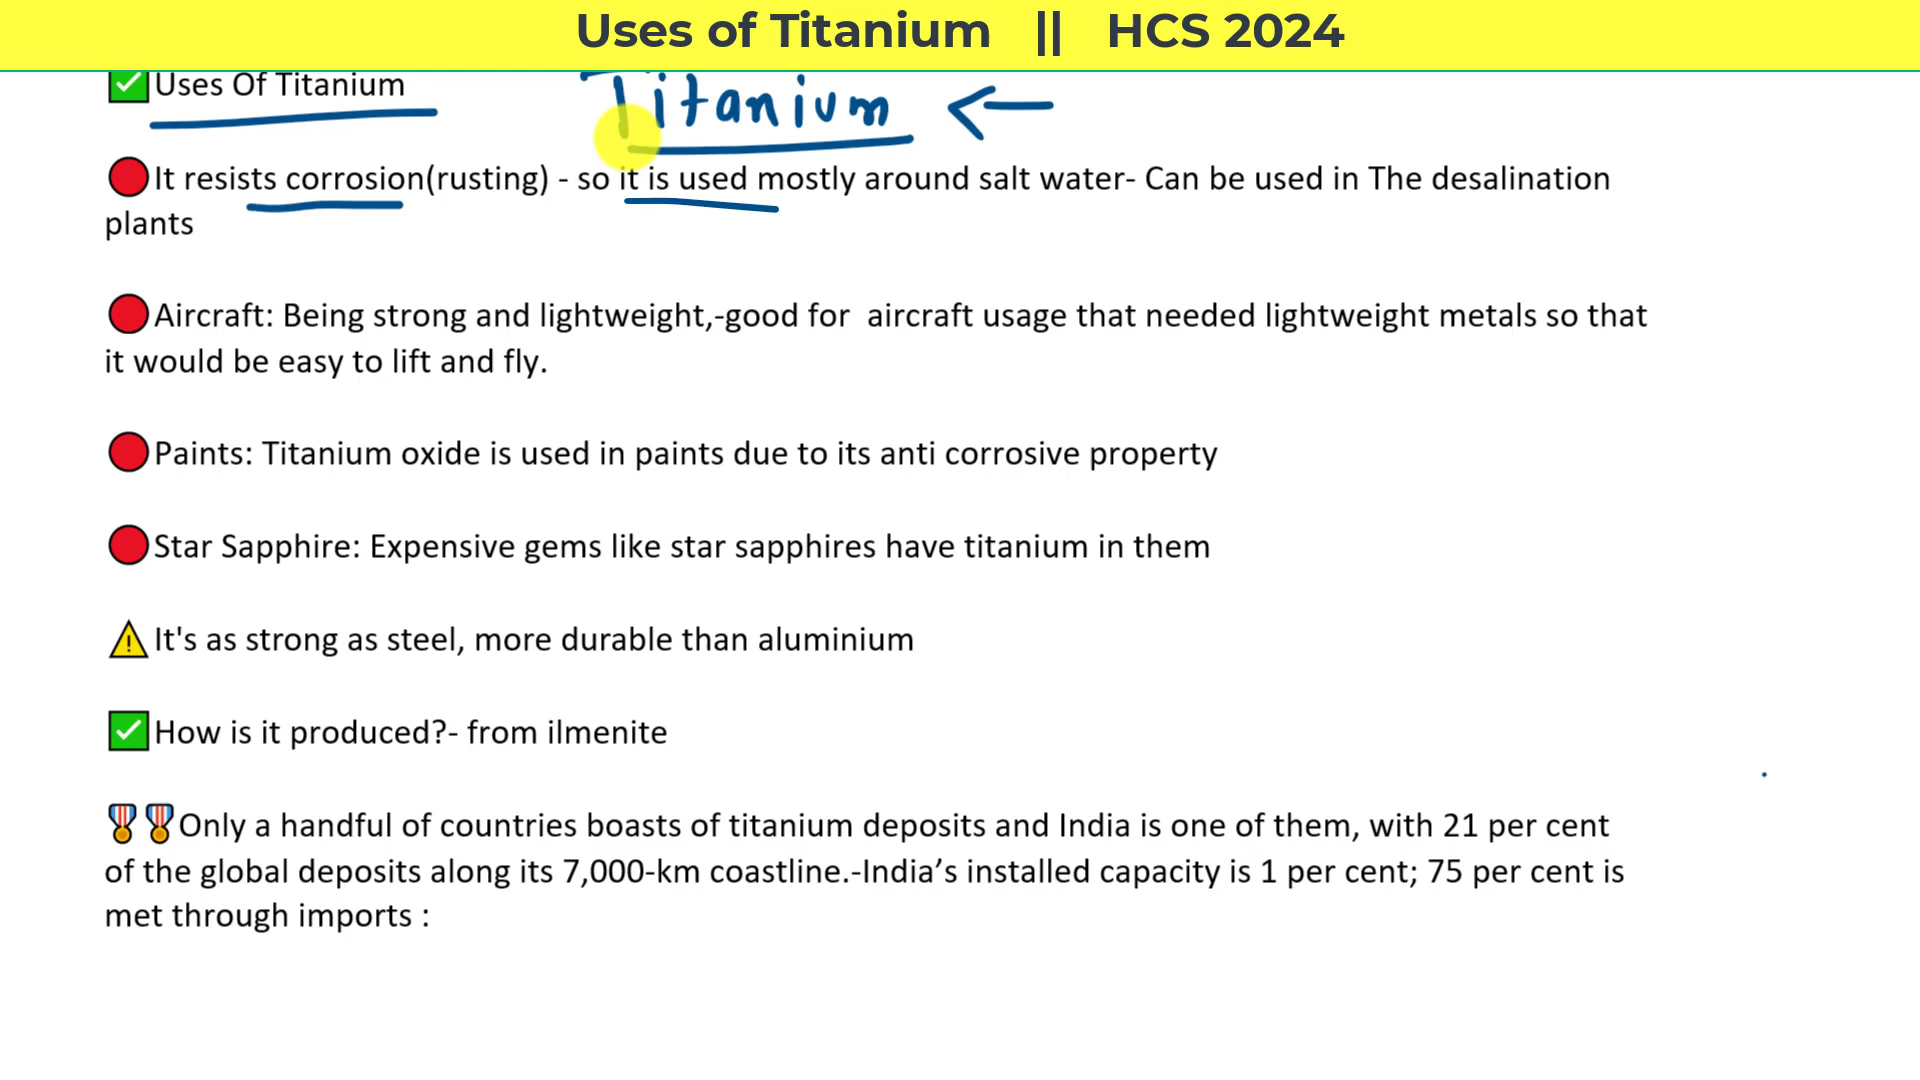 Uses of Titanium || HCS 2024
Uses Of Titanium
Titanium
It resists corrosion(rusting) - so it is used mostly around salt water- Can be used in The desalination
plants
Aircraft: Being strong and lightweight,-good for aircraft usage that needed lightweight metals so that
it would be easy to lift and fly.
Paints: Titanium oxide is used in paints due to its anti corrosive property
Star Sapphire: Expensive gems like star sapphires have titanium in them
It's as strong as steel, more durable than aluminium
How is it produced?- from ilmenite
Only a handful of countries boasts of titanium deposits and India is one of them, with 21 per cent
of the global deposits along its 7,000-km coastline.-India’s installed capacity is 1 per cent; 75 per cent is
met through imports :